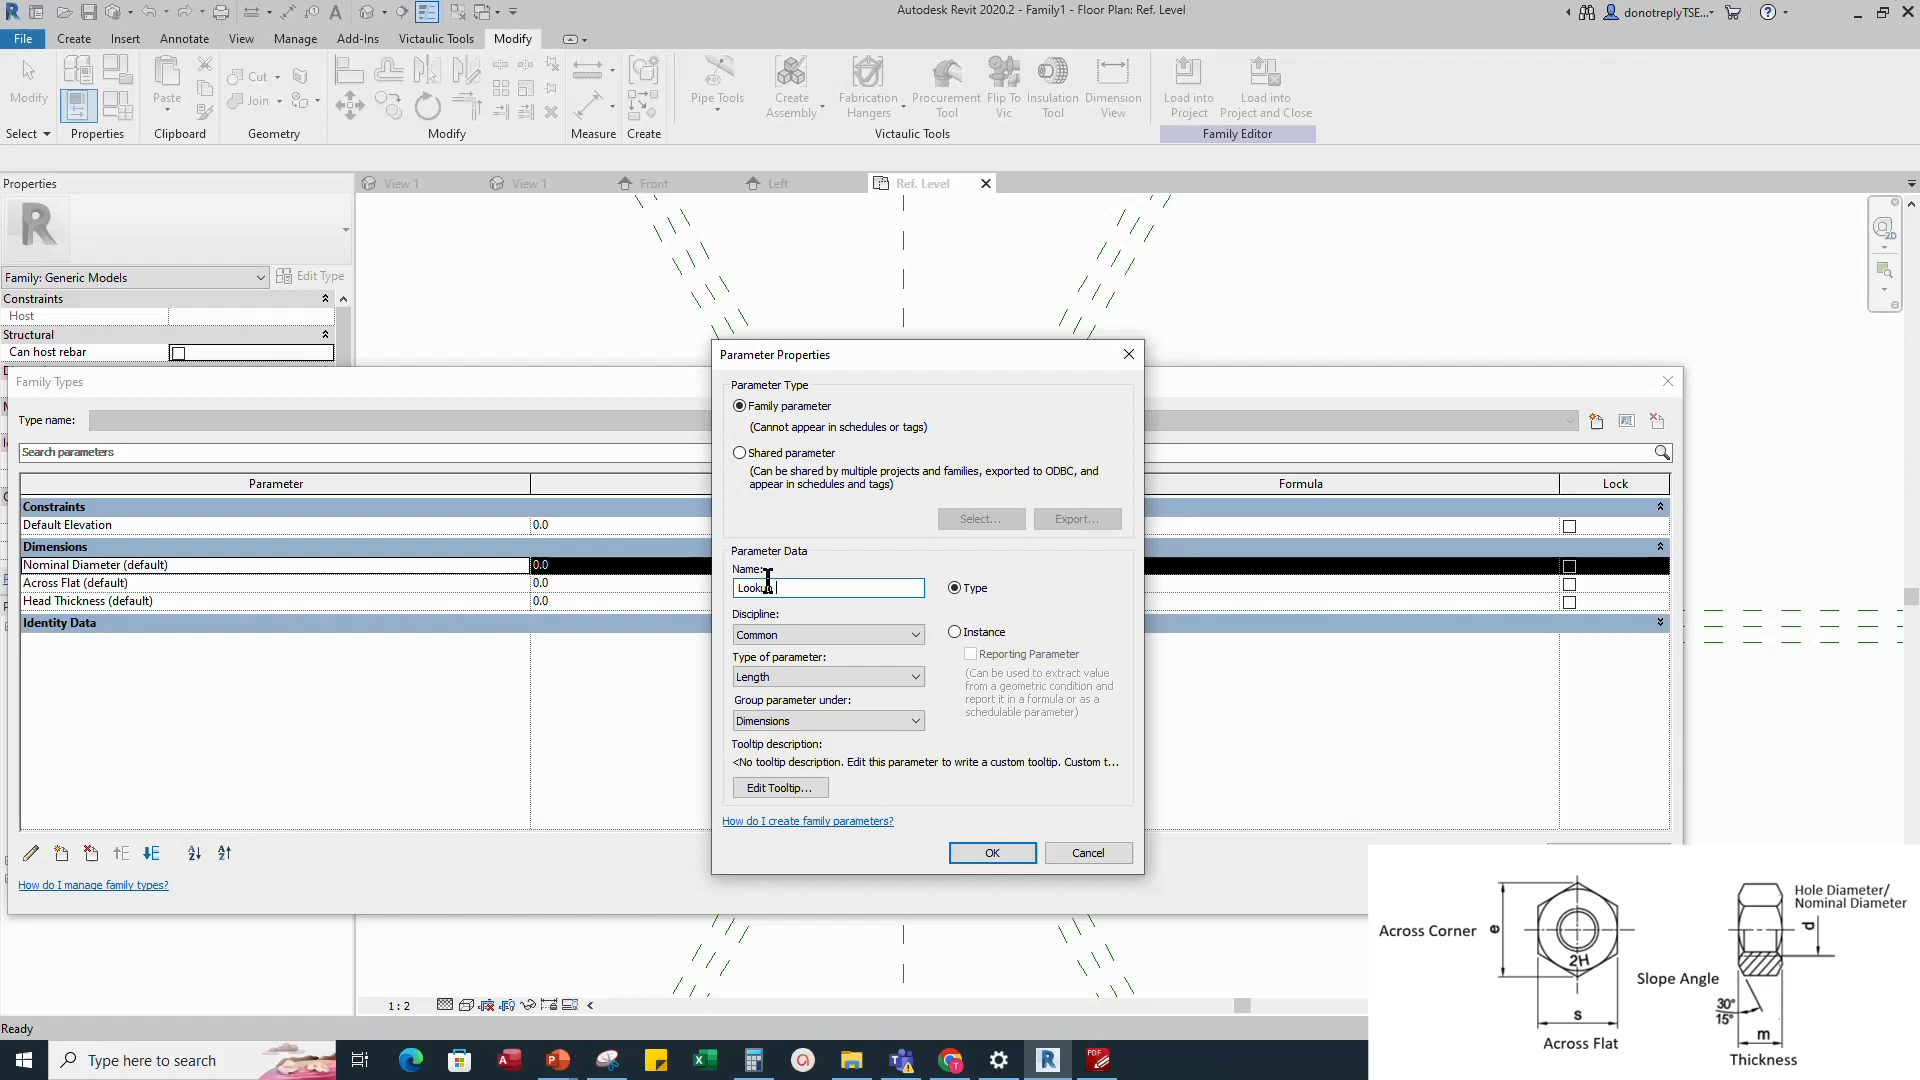 Autodesk Revit 2020.2 - Family1 - Floor Plan: Ref. Level
donotreplyTSE...
File
Create
Insert
Annotate
View
Manage
Add-Ins
Victaulic Tools
Modify
Modify
Paste
Cut
Join
Pipe Tools
Create
Assembly
Fabrication
Hangers
Procurement
Tool
Flip To
Vic
Insulation
Tool
Dimension
View
Load into
Project
Load into
Project and Close
Select
Properties
Clipboard
Geometry
Modify
Measure
Create
Victaulic Tools
Family Editor
Properties
View 1
View 1
Front
Left
Ref. Level
R
2D
Family: Generic Models
Edit Type
Constraints
Host
Structural
Can host rebar
Family Types
Type name:
Search parameters
Parameter
Formula
Lock
Constraints
Default Elevation
0.0
Dimensions
Nominal Diameter (default)
0.0
Across Flat (default)
0.0
Head Thickness (default)
0.0
Identity Data
How do I manage family types?
Parameter Properties
Parameter Type
Family parameter
(Cannot appear in schedules or tags)
Shared parameter
(Can be shared by multiple projects and families, exported to ODBC, and
appear in schedules and tags)
Select...
Export...
Parameter Data
Name:
Lookup
Type
Discipline:
Common
Instance
Type of parameter:
Reporting Parameter
Length
(Can be used to extract value
from a geometric condition and
report it in a formula or as a
schedulable parameter)
Group parameter under:
Dimensions
Tooltip description:
<No tooltip description. Edit this parameter to write a custom tooltip. Custom t...
Edit Tooltip...
How do I create family parameters?
OK
Cancel
Hole Diameter/
Nominal Diameter
Across Corner
e
d
2H
Slope Angle
30°
15°
s
m
Across Flat
Thickness
1 : 2
Ready
Type here to search